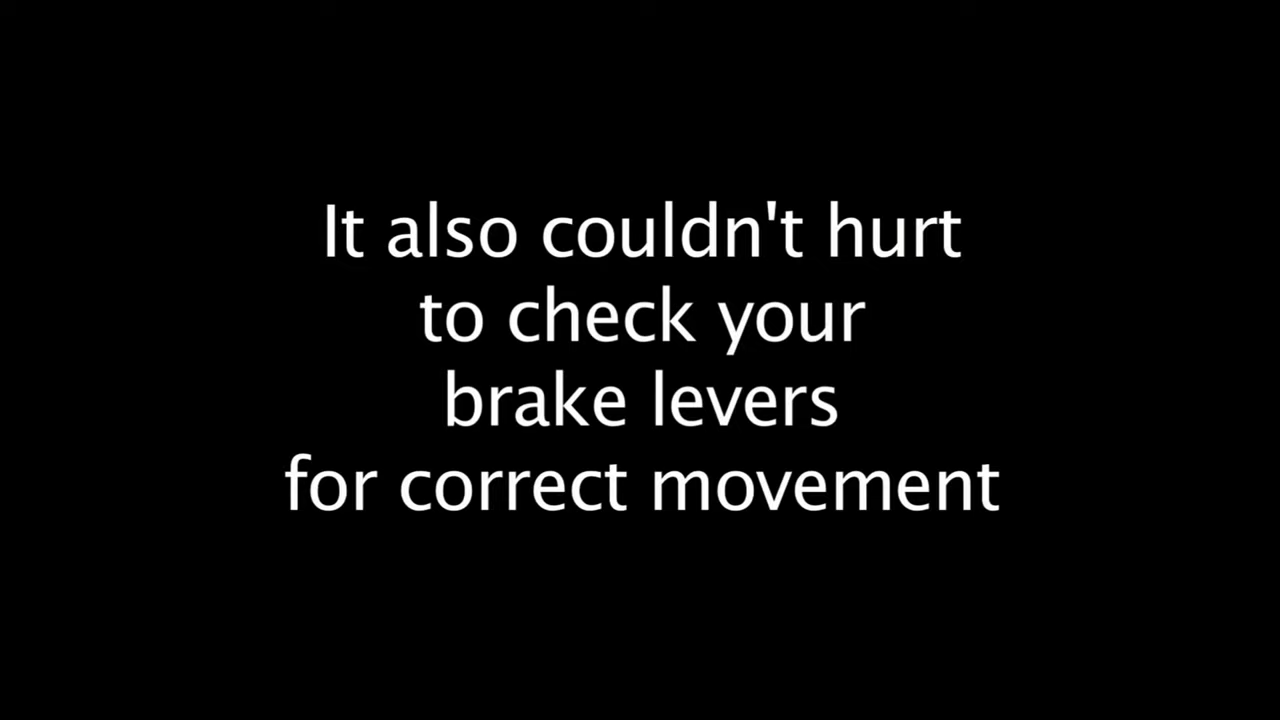 It also couldn't hurt
to check your
brake levers
for correct movement